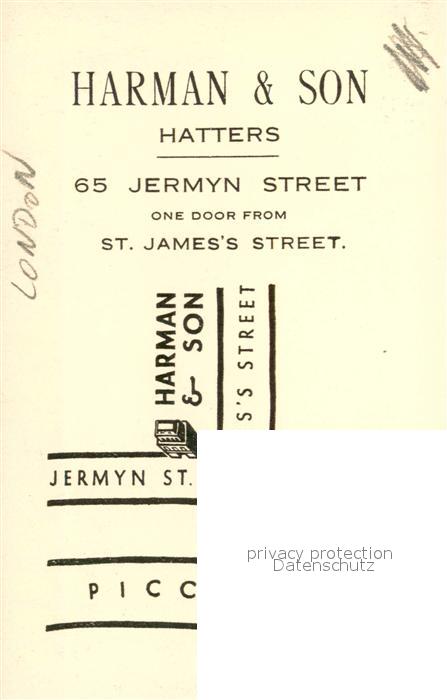 HARMAN & SON
HATTERS
65 JERMYN STREET
ONE DOOR FROM
ST. JAMES'S STREET.
LONDON
HARMAN
& SON
S'S STREET
JERMYN ST.
PICC
privacy protection
Datenschutz